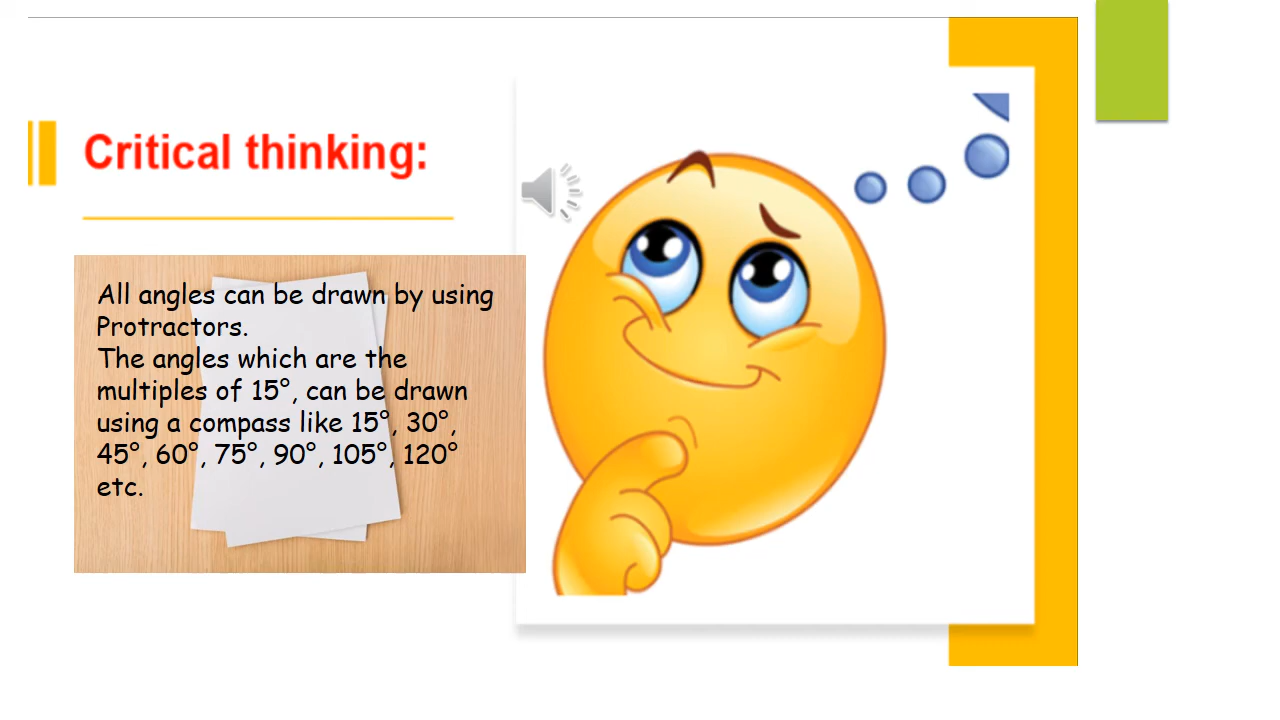 Critical thinking:
All angles can be drawn by using
Protractors.
The angles which are the
multiples of 15°, can be drawn
using a compass like 15°, 30°,
45°, 60°, 75°, 90°, 105°, 120°
etc.